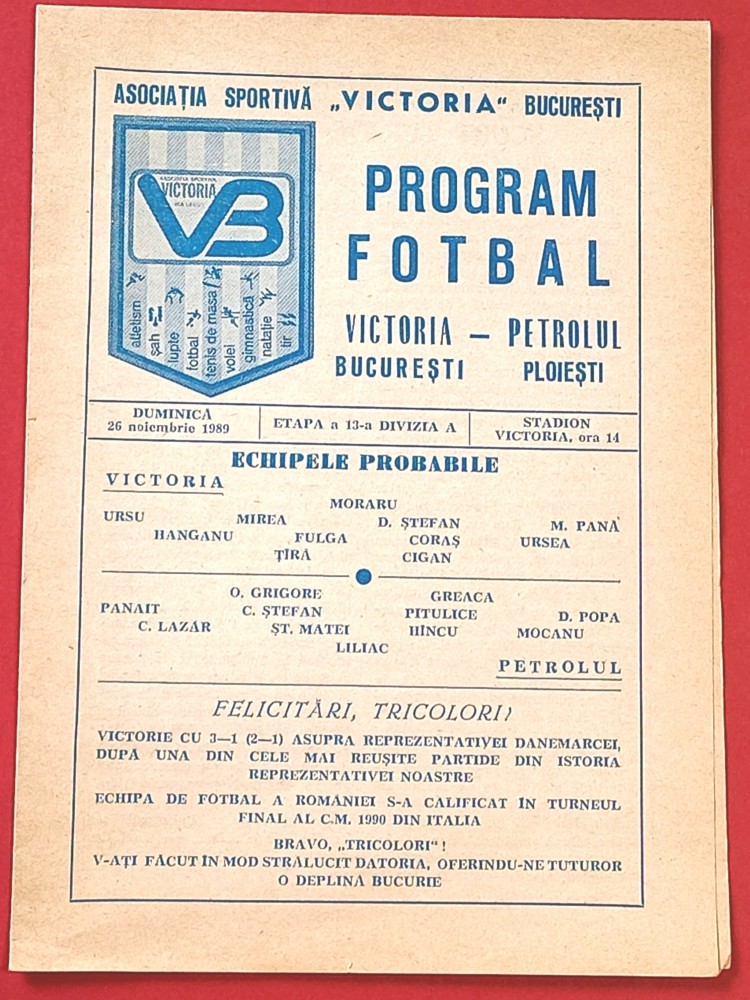 ASOCIAȚIA SPORTIVĂ „VICTORIA“ BUCUREȘTI
VICTORIA
VB
atletism
șah
lupte
fotbal
tenis de masa
volei
gimnastică
natație
tir
PROGRAM
FOTBAL
VICTORIA — PETROLUL
BUCUREȘTI PLOIEȘTI
DUMINICĂ
26 noiembrie 1989
ETAPA a 13-a DIVIZIA A
STADION
VICTORIA, ora 14
ECHIPELE PROBABILE
VICTORIA
MORARU
URSU MIREA D. ȘTEFAN M. PANĂ
HANGANU FULGA CORAȘ URSEA
ȚÎRĂ CIGAN
O. GRIGORE GREACA
PANAIT C. ȘTEFAN PITULICE D. POPA
C. LAZĂR ȘT. MATEI HÎNCU MOCANU
LILIAC
PETROLUL
FELICITĂRI, TRICOLORI!
VICTORIE CU 3—1 (2—1) ASUPRA REPREZENTATIVEI DANEMARCEI,
DUPĂ UNA DIN CELE MAI REUȘITE PARTIDE DIN ISTORIA
REPREZENTATIVEI NOASTRE
ECHIPA DE FOTBAL A ROMÂNIEI S-A CALIFICAT ÎN TURNEUL
FINAL AL C.M. 1990 DIN ITALIA
BRAVO, „TRICOLORI“!
V-AȚI FĂCUT ÎN MOD STRĂLUCIT DATORIA, OFERINDU-NE TUTUROR
O DEPLINĂ BUCURIE